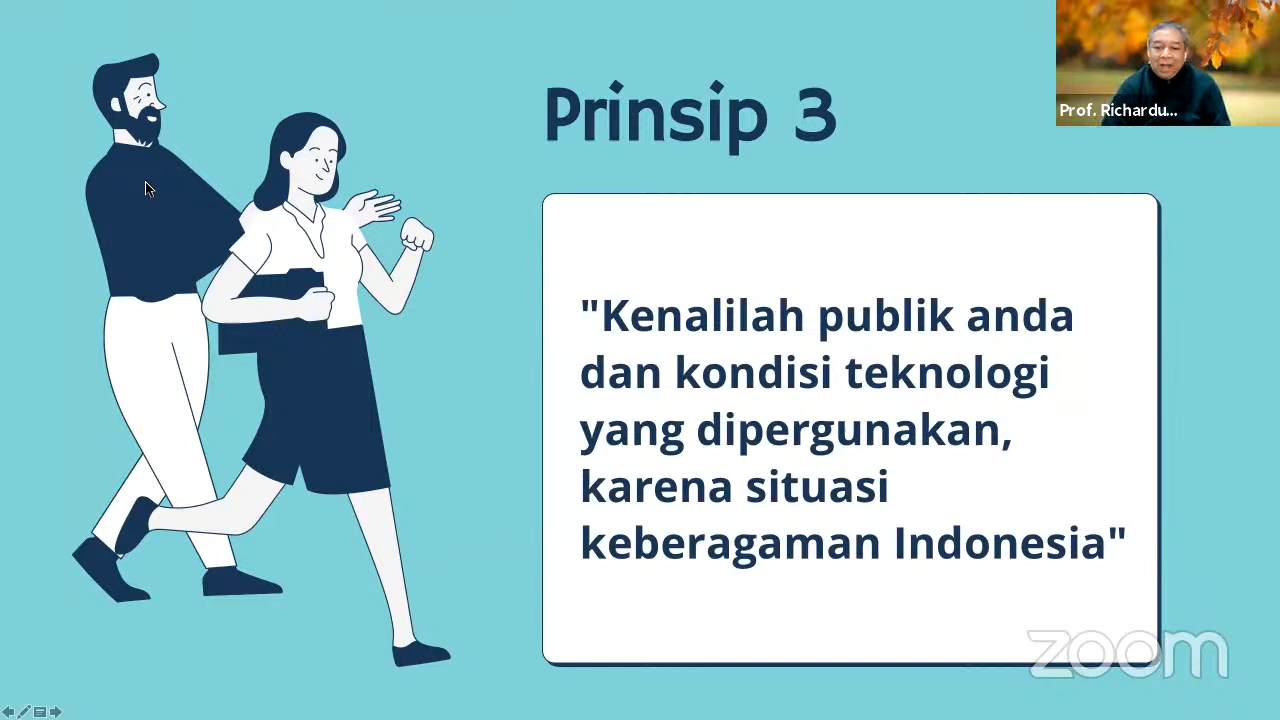 Prinsip 3
Prof. Richardu...
"Kenalilah publik anda
dan kondisi teknologi
yang dipergunakan,
karena situasi
keberagaman Indonesia"
zoom